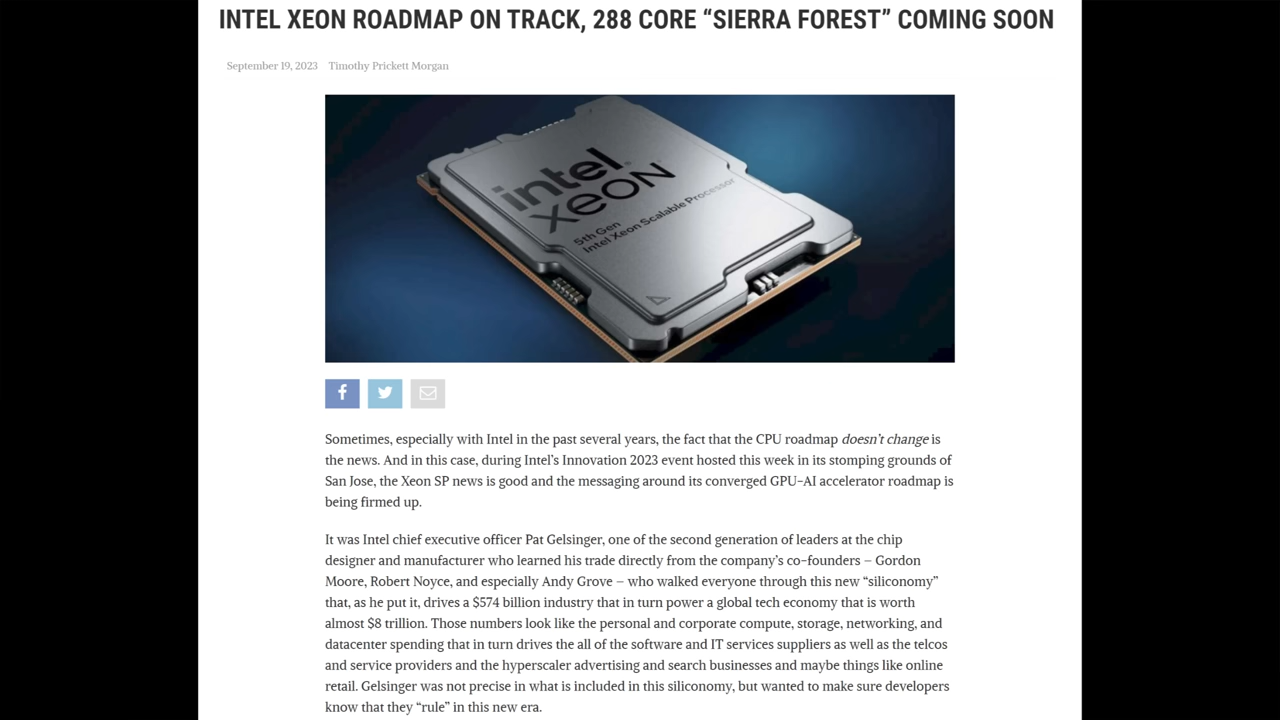 INTEL XEON ROADMAP ON TRACK, 288 CORE “SIERRA FOREST” COMING SOON
September 19, 2023 Timothy Prickett Morgan
intel
xeon
5th Gen
Intel Xeon Scalable Processor
Sometimes, especially with Intel in the past several years, the fact that the CPU roadmap doesn’t change is
the news. And in this case, during Intel’s Innovation 2023 event hosted this week in its stomping grounds of
San Jose, the Xeon SP news is good and the messaging around its converged GPU-AI accelerator roadmap is
being firmed up.
It was Intel chief executive officer Pat Gelsinger, one of the second generation of leaders at the chip
designer and manufacturer who learned his trade directly from the company’s co-founders – Gordon
Moore, Robert Noyce, and especially Andy Grove – who walked everyone through this new “siliconomy”
that, as he put it, drives a $574 billion industry that in turn power a global tech economy that is worth
almost $8 trillion. Those numbers look like the personal and corporate compute, storage, networking, and
datacenter spending that in turn drives the all of the software and IT services suppliers as well as the telcos
and service providers and the hyperscaler advertising and search businesses and maybe things like online
retail. Gelsinger was not precise in what is included in this siliconomy, but wanted to make sure developers
know that they “rule” in this new era.